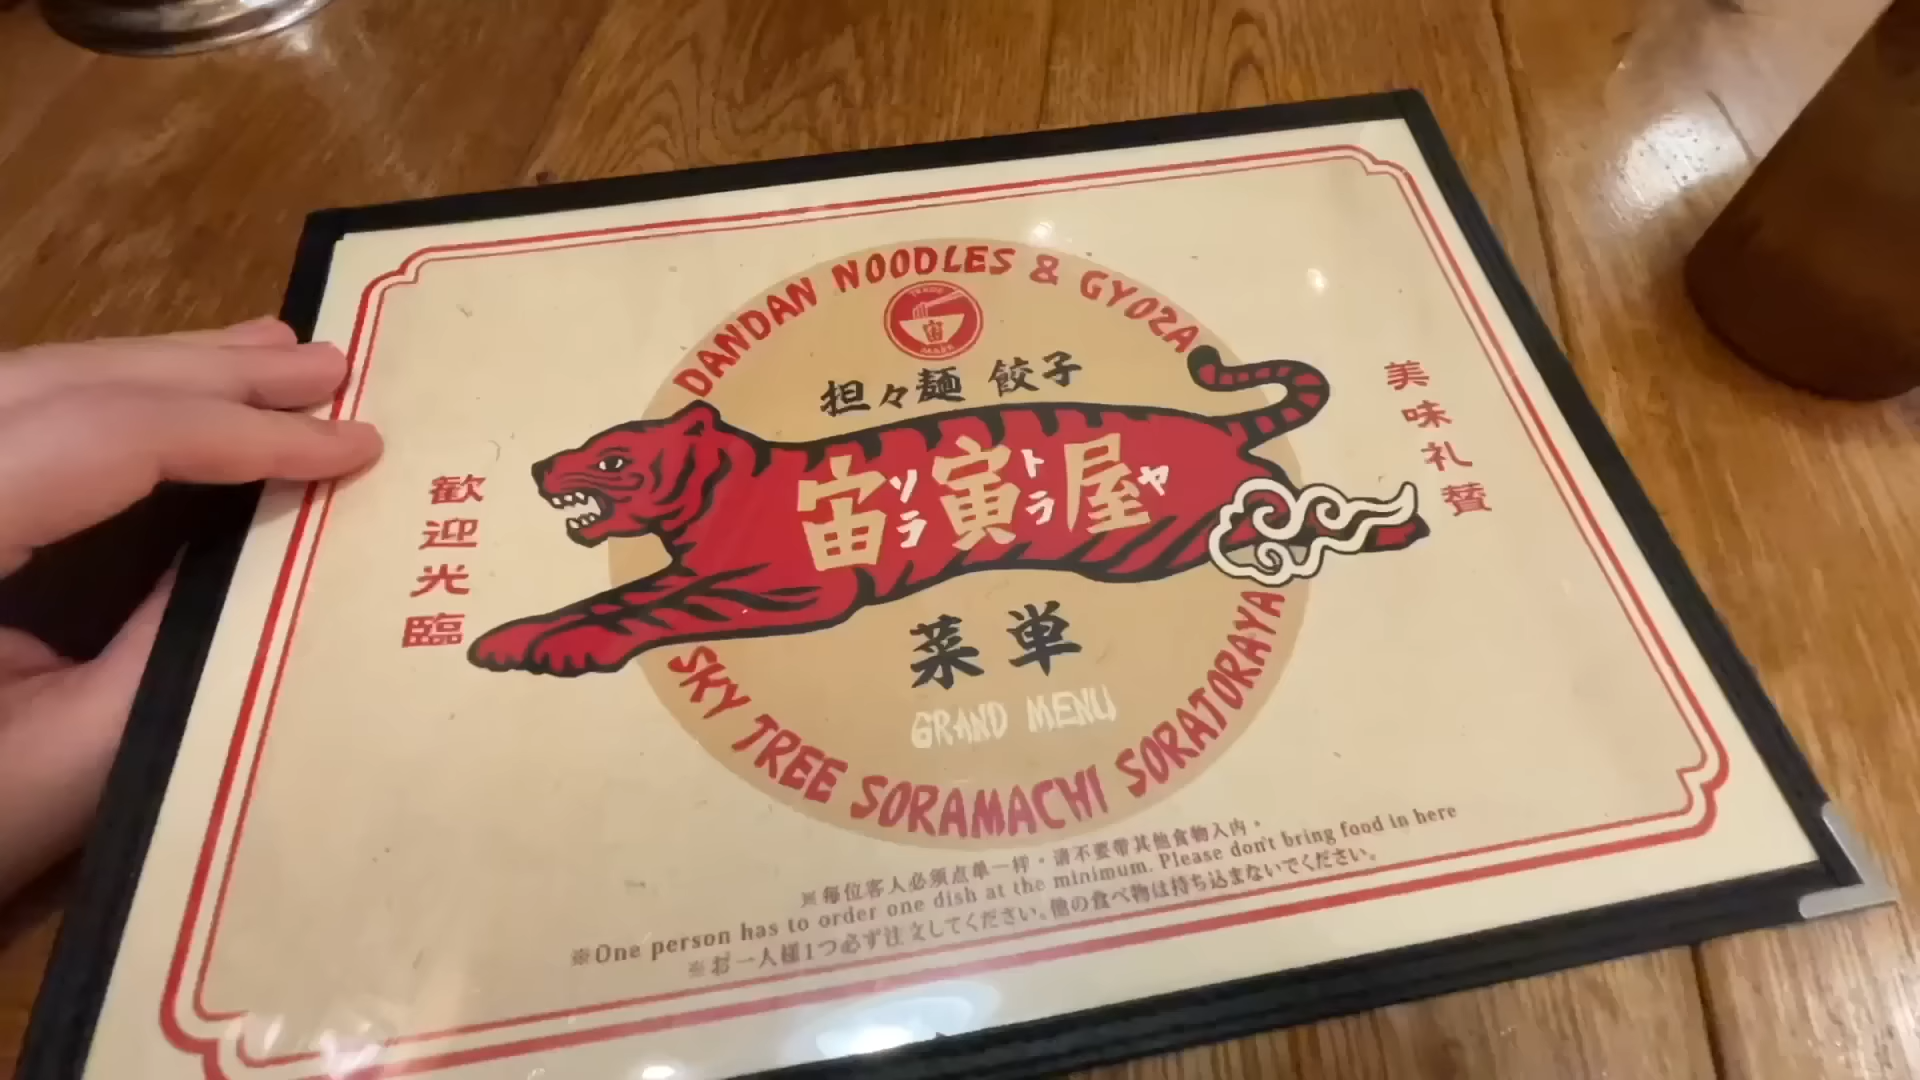 DANDAN NOODLES & GYOZA
TRADE
宙
MARK
担々麺 餃子
宙寅屋
ソラ トラ ヤ
菜単
GRAND MENU
SKY TREE SORAMACHI SORATORAYA
歓迎光臨
美味礼賛
※每位客人必须点单一样。请不要带其他食物入内。
※One person has to order one dish at the minimum. Please don't bring food in here
※お一人様1つ必ず注文してください。他の食べ物は持ち込まないでください。